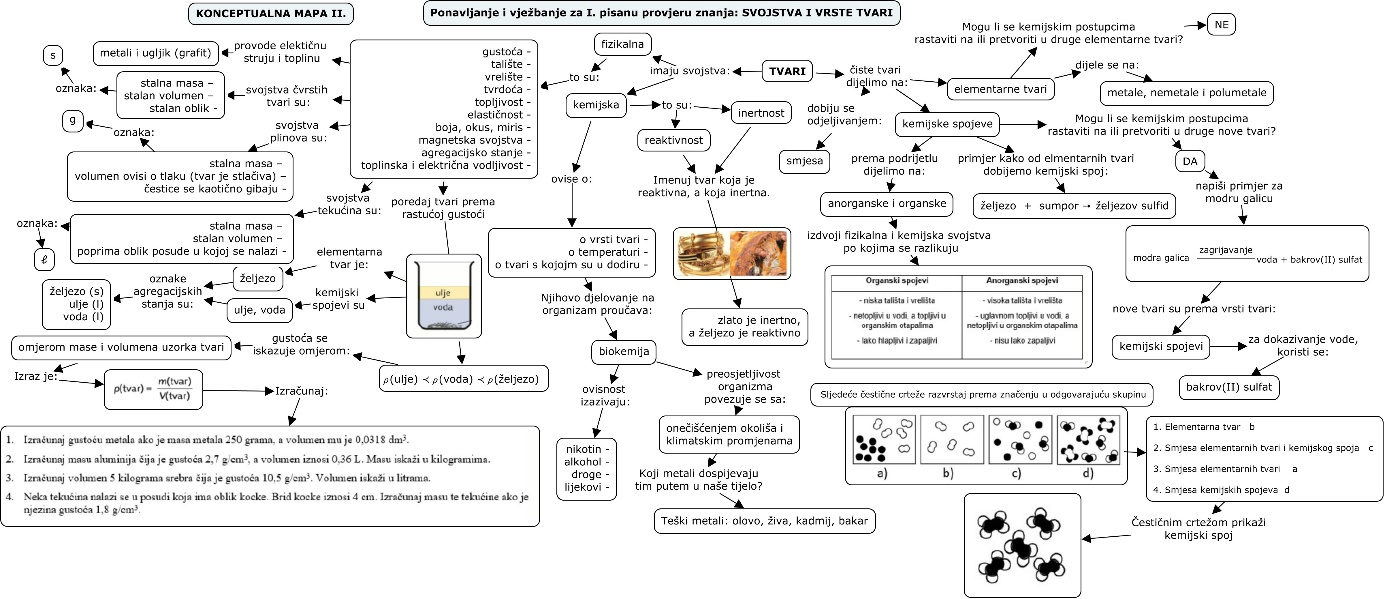 KONCEPTUALNA MAPA II.
Ponavljanje i vježbanje za I. pisanu provjeru znanja: SVOJSTVA I VRSTE TVARI
TVARI
imaju svojstva:
fizikalna
to su:
gustoća -
talište -
vrelište -
tvrdoća -
topljivost -
elastičnost -
boja, okus, miris -
magnetska svojstva -
agregacijsko stanje -
toplinska i električna vodljivost -
provode elektičnu
struju i toplinu
metali i ugljik (grafit)
svojstva čvrstih
tvari su:
stalna masa –
stalan volumen –
stalan oblik -
oznaka:
s
svojstva
plinova su:
stalna masa –
volumen ovisi o tlaku (tvar je stlačiva) –
čestice se kaotično gibaju -
oznaka:
g
svojstva
tekućina su:
stalna masa –
stalan volumen –
poprima oblik posude u kojoj se nalazi -
oznaka:
ℓ
poredaj tvari prema
rastućoj gustoći
ulje
voda
elementarna
tvar je:
željezo
kemijski
spojevi su
ulje, voda
oznake
agregacijskih
stanja su:
željezo (s)
ulje (l)
voda (l)
ρ(ulje) ≺ ρ(voda) ≺ ρ(željezo)
gustoća se
iskazuje omjerom:
omjerom mase i volumena uzorka tvari
Izraz je:
ρ(tvar) = m(tvar)
V(tvar)
Izračunaj:
1. Izračunaj gustoću metala ako je masa metala 250 grama, a volumen mu je 0,0318 dm³.
2. Izračunaj masu aluminija čija je gustoća 2,7 g/cm³, a volumen iznosi 0,36 L. Masu iskaži u kilogramima.
3. Izračunaj volumen 5 kilograma srebra čija je gustoća 10,5 g/cm³. Volumen iskaži u litrama.
4. Neka tekućina nalazi se u posudi koja ima oblik kocke. Brid kocke iznosi 4 cm. Izračunaj masu te tekućine ako je
njezina gustoća 1,8 g/cm³.
kemijska
to su:
inertnost
reaktivnost
Imenuj tvar koja je
reaktivna, a koja inertna.
zlato je inertno,
a željezo je reaktivno
ovise o:
o vrsti tvari -
o temperaturi -
o tvari s kojojm su u dodiru -
Njihovo djelovanje na
organizam proučava:
biokemija
ovisnost
izazivaju:
nikotin -
alkohol -
droge -
lijekovi -
preosjetljivost
organizma
povezuje se sa:
onečišćenjem okoliša i
klimatskim promjenama
Koji metali dospijevaju
tim putem u naše tijelo?
Teški metali: olovo, živa, kadmij, bakar
čiste tvari
dijelimo na:
dobiju se
odjeljivanjem:
smjesa
elementarne tvari
Mogu li se kemijskim postupcima
rastaviti na ili pretvoriti u druge elementarne tvari?
NE
dijele se na:
metale, nemetale i polumetale
kemijske spojeve
Mogu li se kemijskim postupcima
rastaviti na ili pretvoriti u druge nove tvari?
DA
napiši primjer za
modru galicu
zagrijavanje
modra galica voda + bakrov(II) sulfat
nove tvari su prema vrsti tvari:
kemijski spojevi
za dokazivanje vode,
koristi se:
bakrov(II) sulfat
prema podrijetlu
dijelimo na:
anorganske i organske
primjer kako od elmentarnih tvari
dobijemo kemijski spoj:
željezo + sumpor → željezov sulfid
izdvoji fizikalna i kemijska svojstva
po kojima se razlikuju
Organski spojevi
Anorganski spojevi
- niska tališta i vrelišta
- visoka tališta i vrelišta
- netopljivi u vodi, a topljivi u
organskim otapalima
- uglavnom topljivi u vodi, a
netopljivi u organskim otapalima
- lako hlapljivi i zapaljivi
- nisu lako zapaljivi
Sljedeće čestične crteže razvrstaj prema značenju u odgovarajuću skupinu
a) b) c) d)
1. Elementarna tvar b
2. Smjesa elementarnih tvari i kemijskog spoja c
3. Smjesa elementarnih tvari a
4. Smjesa kemijskih spojeva d
Čestičnim crtežom prikaži
kemijski spoj